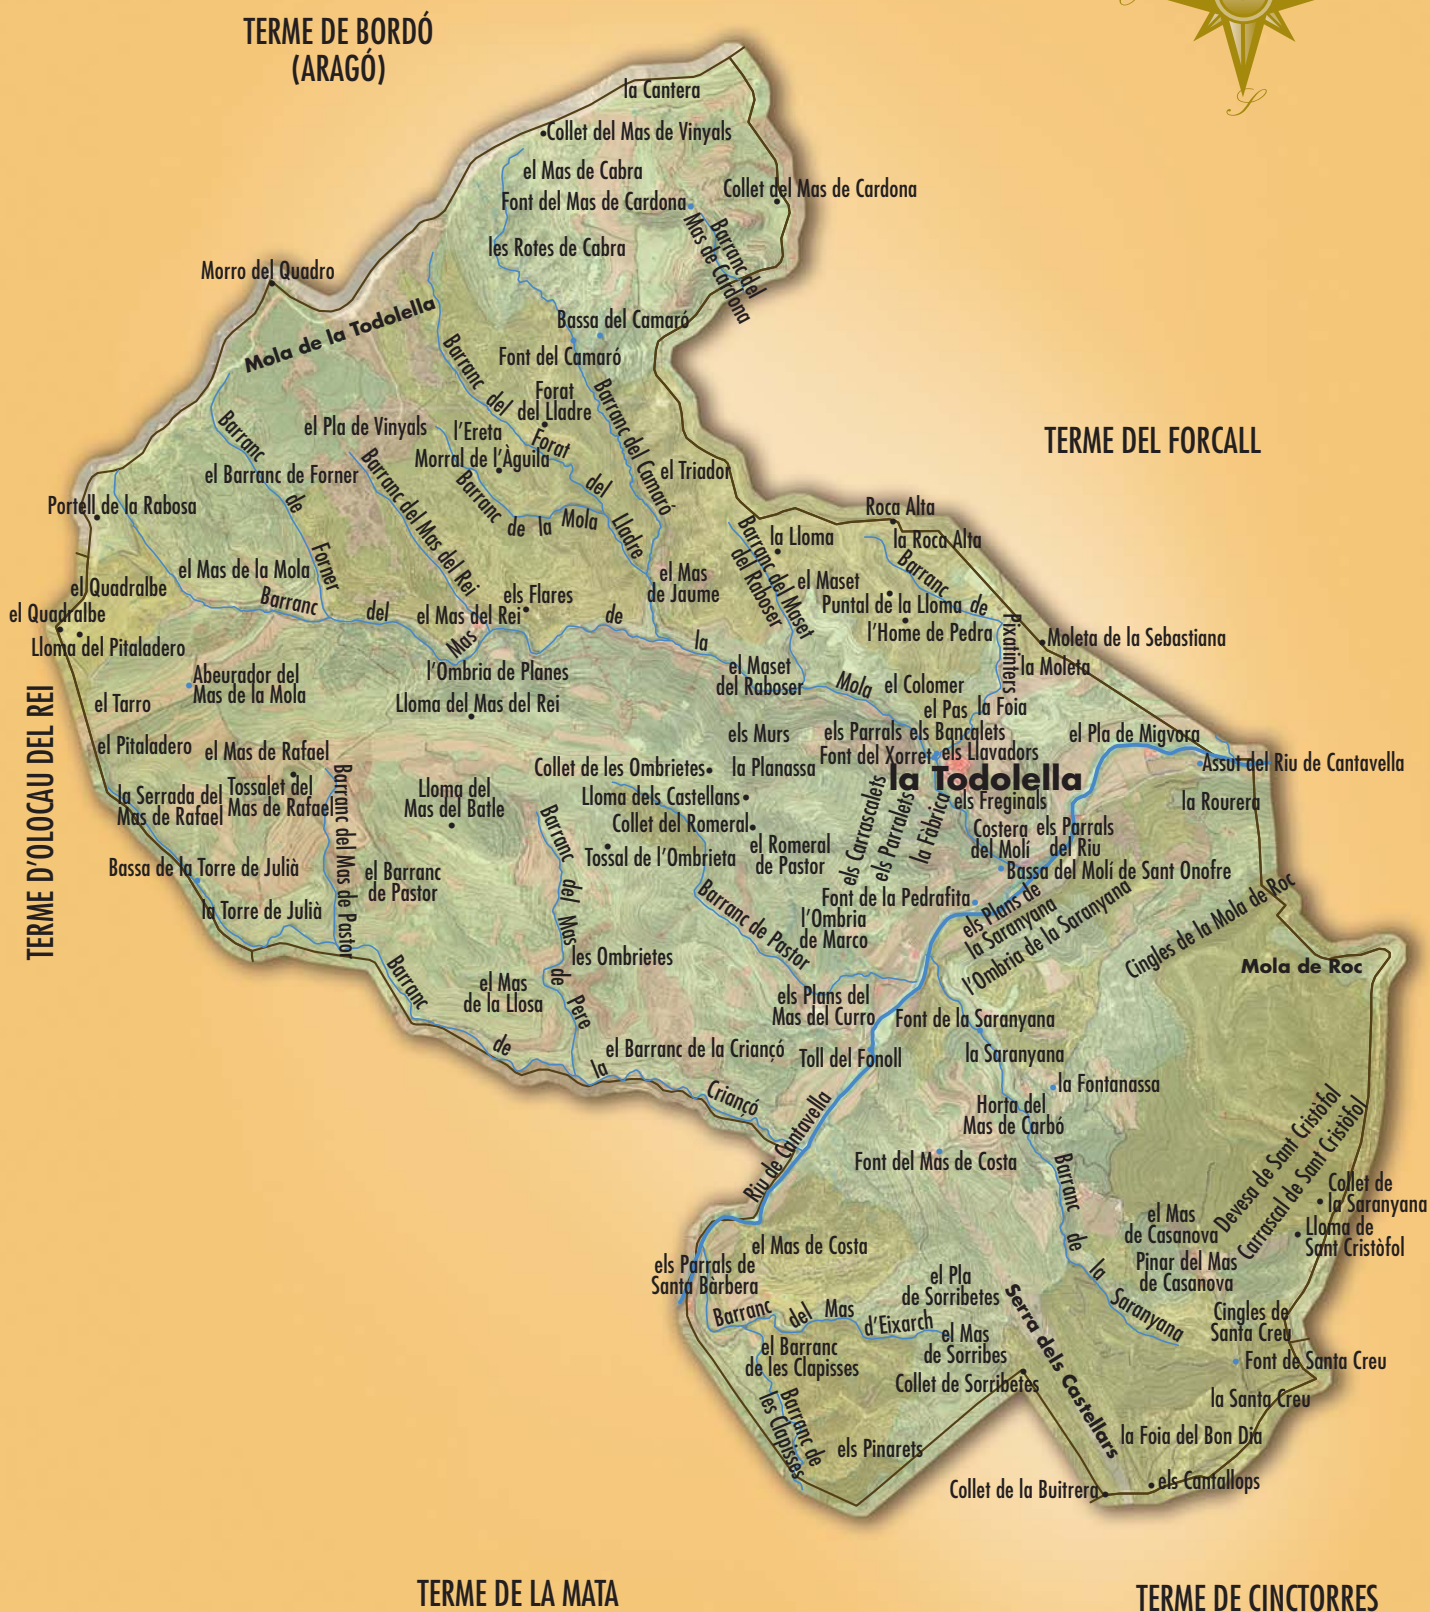 TERME DE BORDÓ
(ARAGÓ)
S
la Cantera
Collet del Mas de Vinyals
el Mas de Cabra
Font del Mas de Cardona
Collet del Mas de Cardona
Barranc del
Mas de Cardona
les Rotes de Cabra
Morro del Quadro
Mola de la Todolella
Bassa del Camaró
Font del Camaró
Barranc del Forat del Lladre
Forat
del Lladre
Barranc del Camaró
el Pla de Vinyals
l'Ereta
Morral de l'Àguila
Barranc de la Mola
el Triador
TERME DEL FORCALL
Barranc de Forner
el Barranc de Forner
Barranc del Mas del Rei
Portell de la Rabosa
Roca Alta
la Roca Alta
la Lloma
Barranc del Maset
del Raboser
Barranc de Pixatinters
el Mas de la Mola
el Quadralbe
el Quadralbe
Lloma del Pitaladero
Barranc del Mas de la Mola
el Mas del Rei
els Flares
el Mas
de Jaume
el Maset
Puntal de la Lloma
l'Home de Pedra
Moleta de la Sebastiana
la Moleta
Abeurador del
Mas de la Mola
l'Ombria de Planes
el Maset
del Raboser
el Colomer
el Tarro
Lloma del Mas del Rei
el Pas
la Foia
TERME D'OLOCAU DEL REI
el Pitaladero
el Mas de Rafael
els Murs
els Parrals
els Bancalets
el Pla de Migvora
Font del Xorret
els Llavadors
Assut del Riu de Cantavella
Collet de les Ombrietes
la Planassa
la Todolella
la Serrada del
Mas de Rafael
Tossalet del
Mas de Rafael
Barranc del Mas de Pastor
Lloma del
Mas del Batle
Lloma dels Castellans
els Freginals
la Rourera
Collet del Romeral
els Carrascalets
els Parralets
la Fàbrica
Costera
del Molí
els Parrals
del Riu
Barranc del Mas de Pere
Tossal de l'Ombrieta
el Romeral
de Pastor
Bassa de la Torre de Julià
el Barranc
de Pastor
Bassa del Molí de Sant Onofre
la Torre de Julià
Barranc de Pastor
Font de la Pedrafita
l'Ombria
de Marco
els Plans de
la Saranyana
l'Ombria de la Saranyana
Cingles de la Mola de Roc
Mola de Roc
les Ombrietes
Barranc de la Criançó
el Mas
de la Llosa
els Plans del
Mas del Curro
Font de la Saranyana
el Barranc de la Criançó
Toll del Fonoll
la Saranyana
la Fontanassa
Horta del
Mas de Carbó
Riu de Cantavella
Font del Mas de Costa
Barranc de la Saranyana
Devesa de Sant Cristòfol
Carrascal de Sant Cristòfol
Collet de
la Saranyana
el Mas
de Casanova
Lloma de
Sant Cristòfol
el Mas de Costa
Pinar del Mas
de Casanova
els Parrals de
Santa Bàrbera
el Pla
de Sorribetes
Serra dels Castellars
Barranc del Mas d'Eixarch
Cingles de
Santa Creu
el Mas
de Sorribes
el Barranc
de les Clapisses
Font de Santa Creu
Collet de Sorribetes
la Santa Creu
Barranc de
les Clapisses
els Pinarets
la Foia del Bon Dia
Collet de la Buitrera
els Cantallops
TERME DE LA MATA
TERME DE CINCTORRES